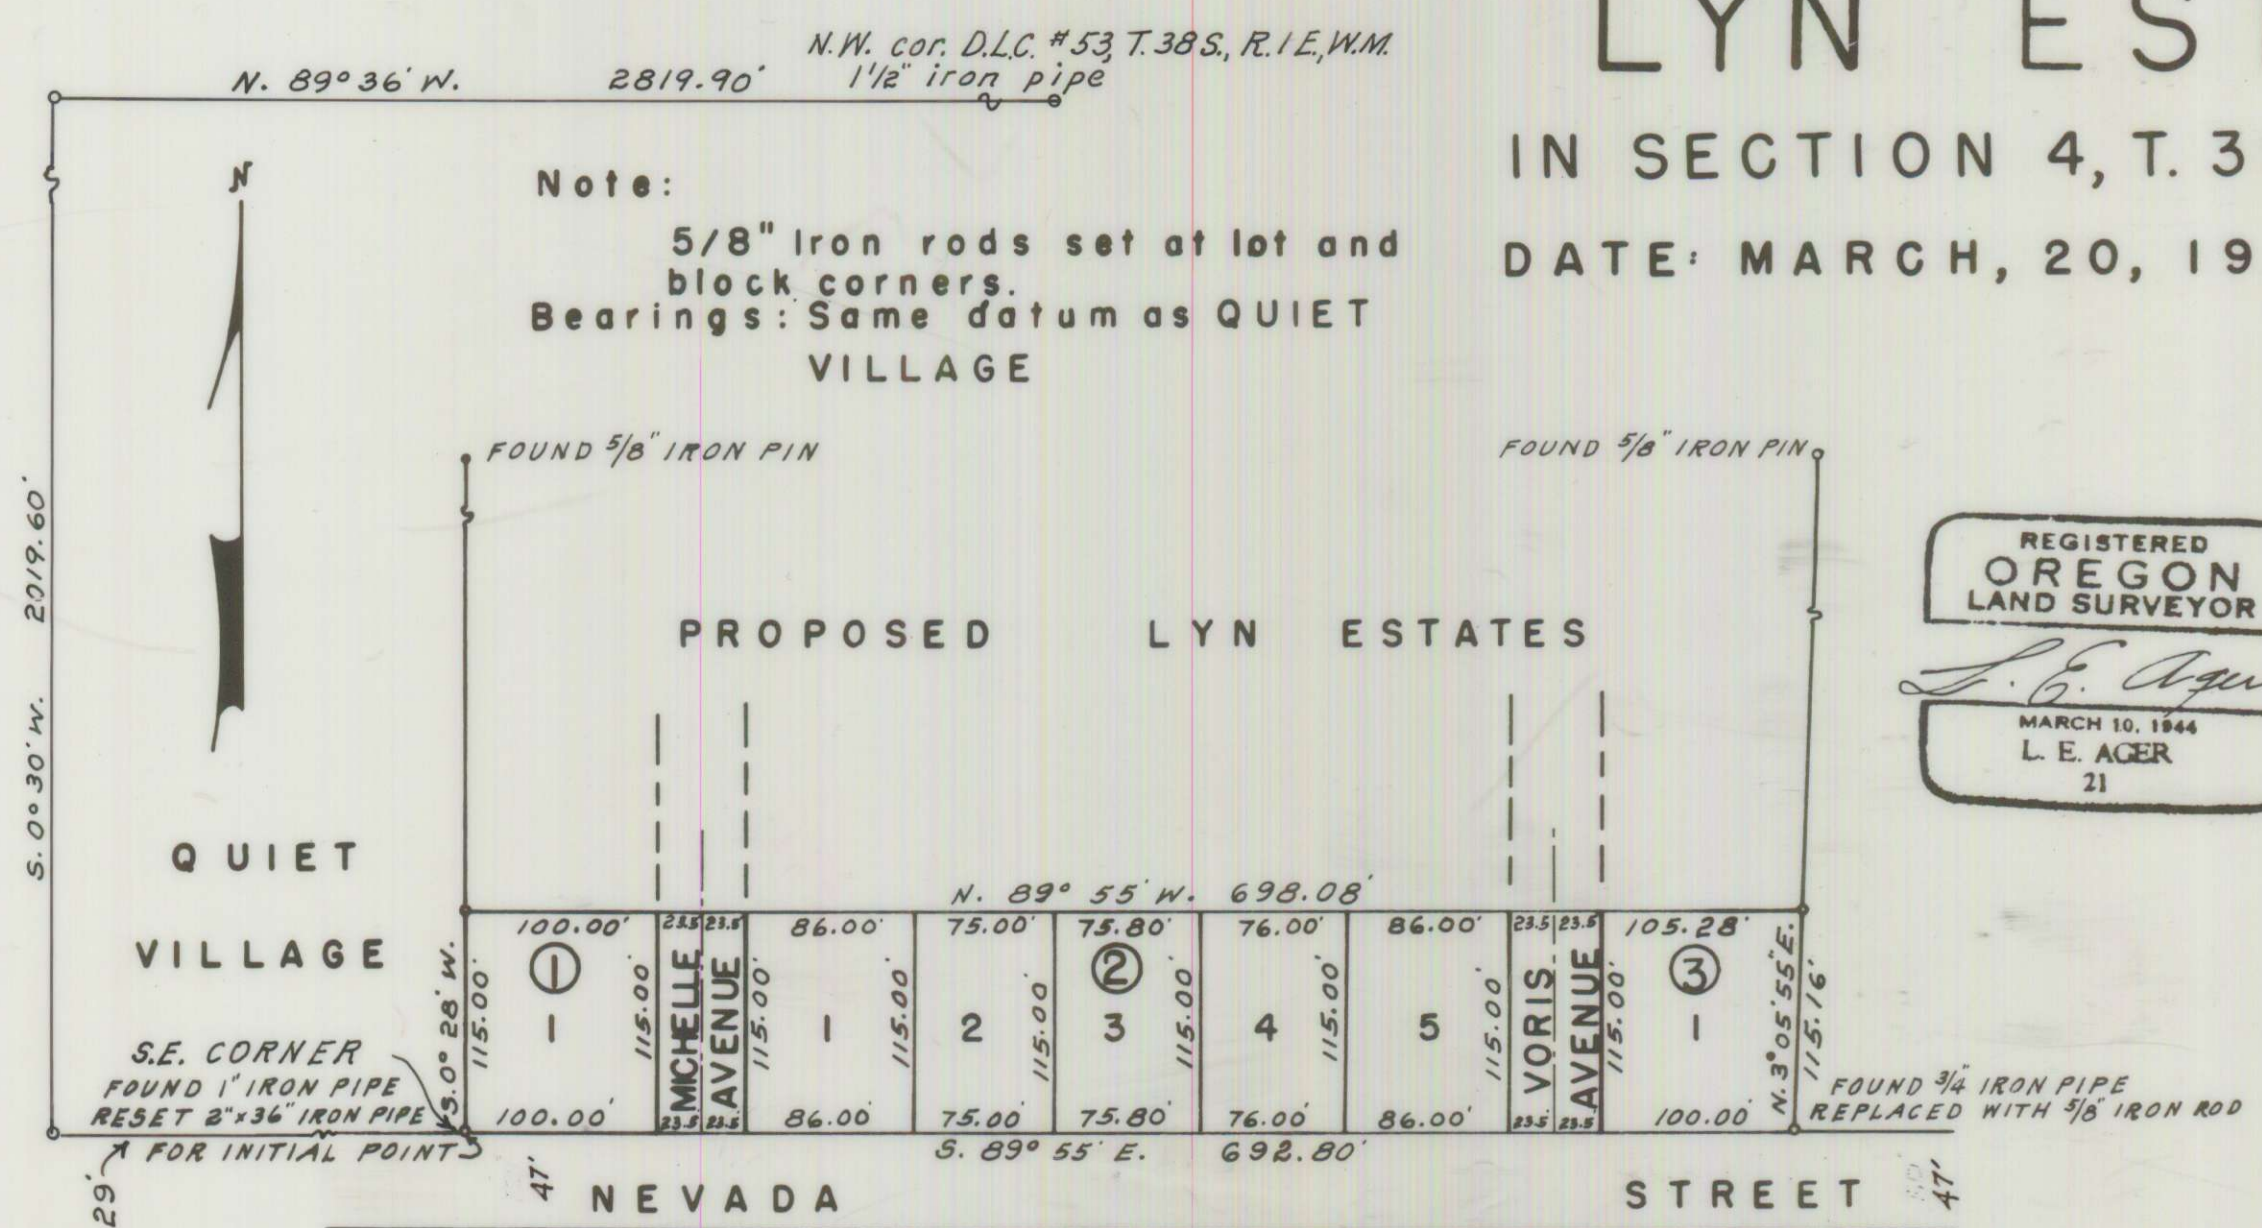 LYN ES
N.W. cor. D.L.C. #53, T.38S., R.1E., W.M.
1 1/2" iron pipe
N. 89° 36' W. 2819.90'
IN SECTION 4, T. 3
DATE: MARCH, 20, 19
N
Note:
5/8" Iron rods set at lot and
block corners.
Bearings: Same datum as QUIET
VILLAGE
FOUND 5/8" IRON PIN
FOUND 5/8" IRON PIN
S. 0° 30' W. 2019.60'
REGISTERED
OREGON
LAND SURVEYOR
L. E. Ager
MARCH 10, 1944
L. E. AGER
21
PROPOSED LYN ESTATES
QUIET
VILLAGE
N. 89° 55' W. 698.08'
100.00' 23.5 23.5 86.00' 75.00' 75.80' 76.00' 86.00' 23.5 23.5 105.28'
1 2 3
S. 0° 28' W.
115.00'
115.00'
MICHELLE
AVENUE
115.00'
115.00'
115.00'
115.00'
115.00'
115.00'
VORIS
AVENUE
115.00'
N. 3° 05' 55" E.
115.16'
1 1 2 3 4 5 1
100.00' 23.5 23.5 86.00' 75.00' 75.80' 76.00' 86.00' 23.5 23.5 100.00'
S.E. CORNER
FOUND 1" IRON PIPE
RESET 2"x36" IRON PIPE
FOR INITIAL POINT
FOUND 3/4" IRON PIPE
REPLACED WITH 5/8" IRON ROD
S. 89° 55' E. 692.80'
29'
47'
NEVADA STREET
47'